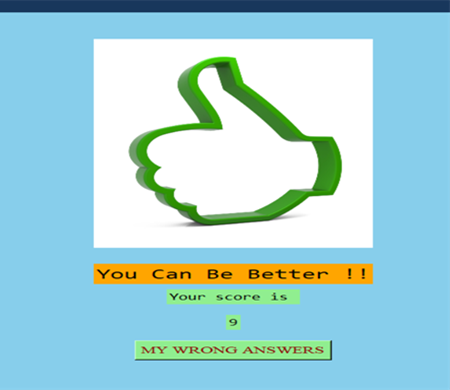 You Can Be Better !!
Your score is
9
MY WRONG ANSWERS